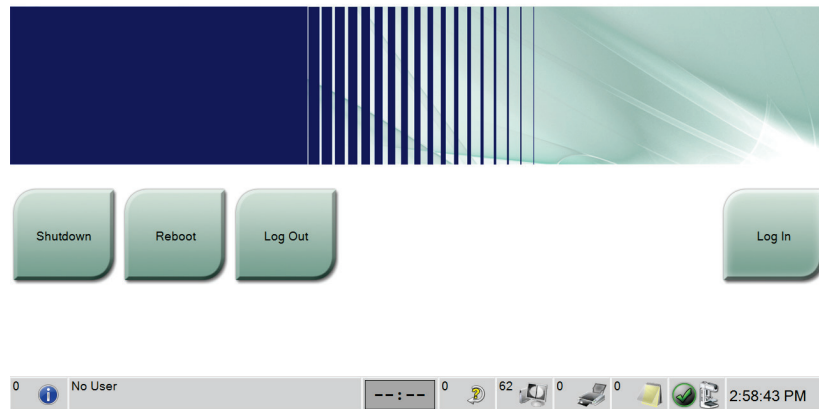 Shutdown
Reboot
Log Out
Log In
0
No User
--:--
0
62
0
0
2:58:43 PM